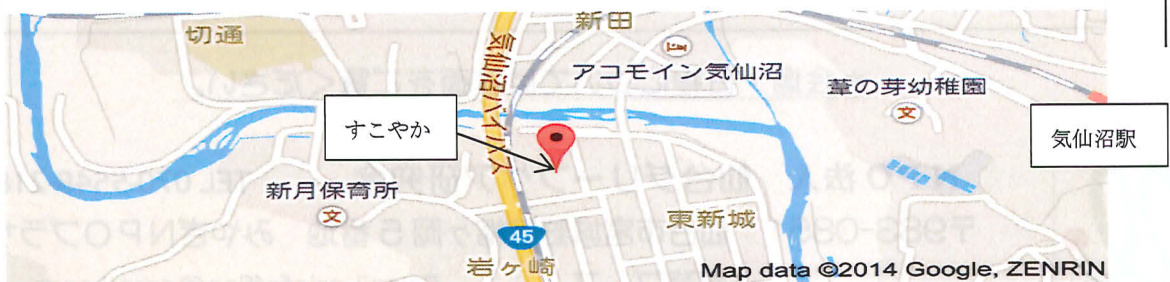 新田
切通
気仙沼バイパス
アコモイン気仙沼
葦の芽幼稚園
文
すこやか
気仙沼駅
新月保育所
文
東新城
45
岩ヶ崎
Map data ©2014 Google, ZENRIN